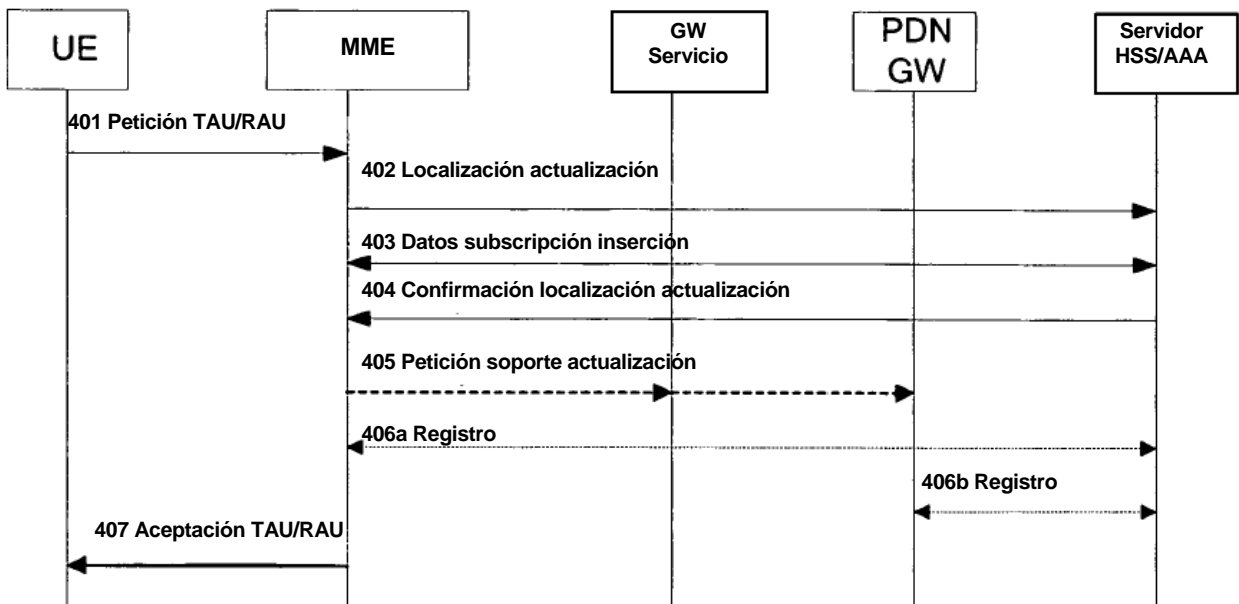 UE
MME
GW
Servicio
PDN
GW
Servidor
HSS/AAA
401 Petición TAU/RAU
402 Localización actualización
403 Datos subscripción inserción
404 Confirmación localización actualización
405 Petición soporte actualización
406a Registro
406b Registro
407 Aceptación TAU/RAU